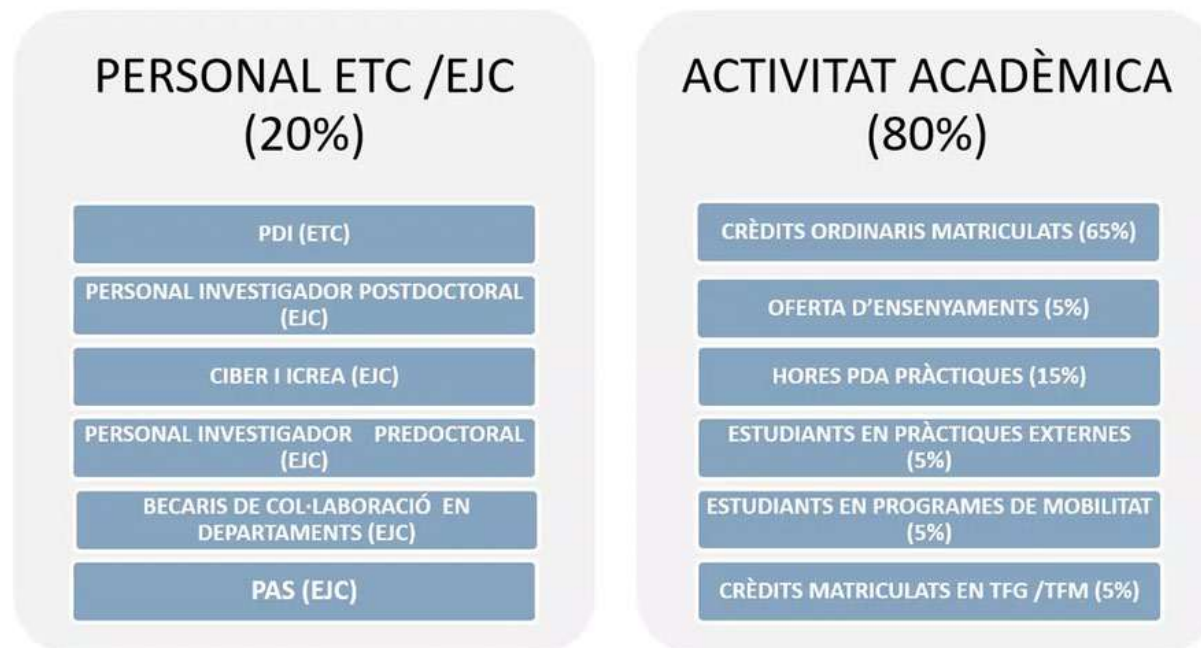 PERSONAL ETC /EJC
(20%)
PDI (ETC)
PERSONAL INVESTIGADOR POSTDOCTORAL
(EJC)
CIBER I ICREA (EJC)
PERSONAL INVESTIGADOR PREDOCTORAL
(EJC)
BECARIS DE COL·LABORACIÓ EN
DEPARTAMENTS (EJC)
PAS (EJC)
ACTIVITAT ACADÈMICA
(80%)
CRÈDITS ORDINARIS MATRICULATS (65%)
OFERTA D'ENSENYAMENTS (5%)
HORES PDA PRÀCTIQUES (15%)
ESTUDIANTS EN PRÀCTIQUES EXTERNES
(5%)
ESTUDIANTS EN PROGRAMES DE MOBILITAT
(5%)
CRÈDITS MATRICULATS EN TFG /TFM (5%)